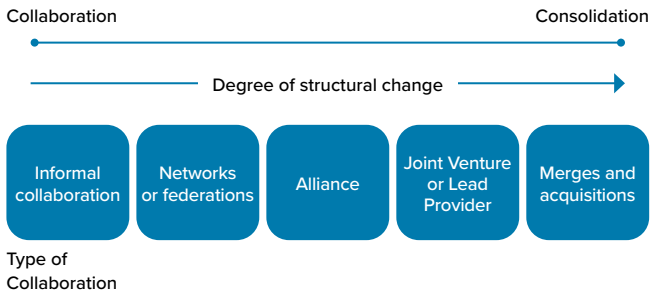 Collaboration
Consolidation
Degree of structural change
Informal
collaboration
Networks
or federations
Alliance
Joint Venture
or Lead
Provider
Merges and
acquisitions
Type of
Collaboration